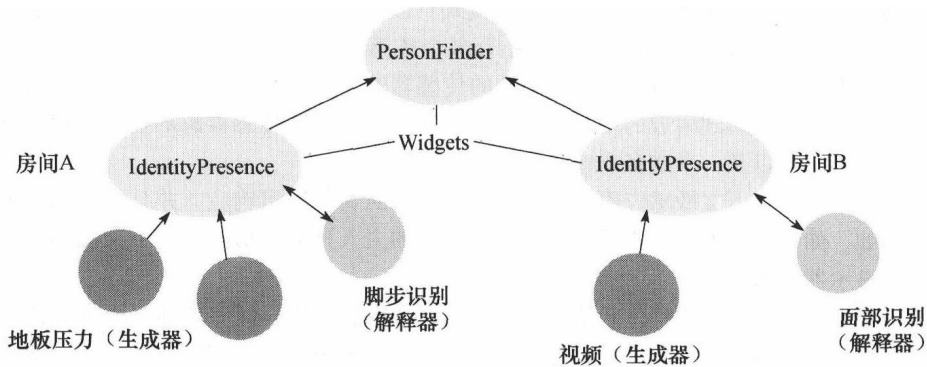 PersonFinder
Widgets
房间A
IdentityPresence
IdentityPresence
房间B
脚步识别
（解释器）
地板压力（生成器）
视频（生成器）
面部识别
（解释器）